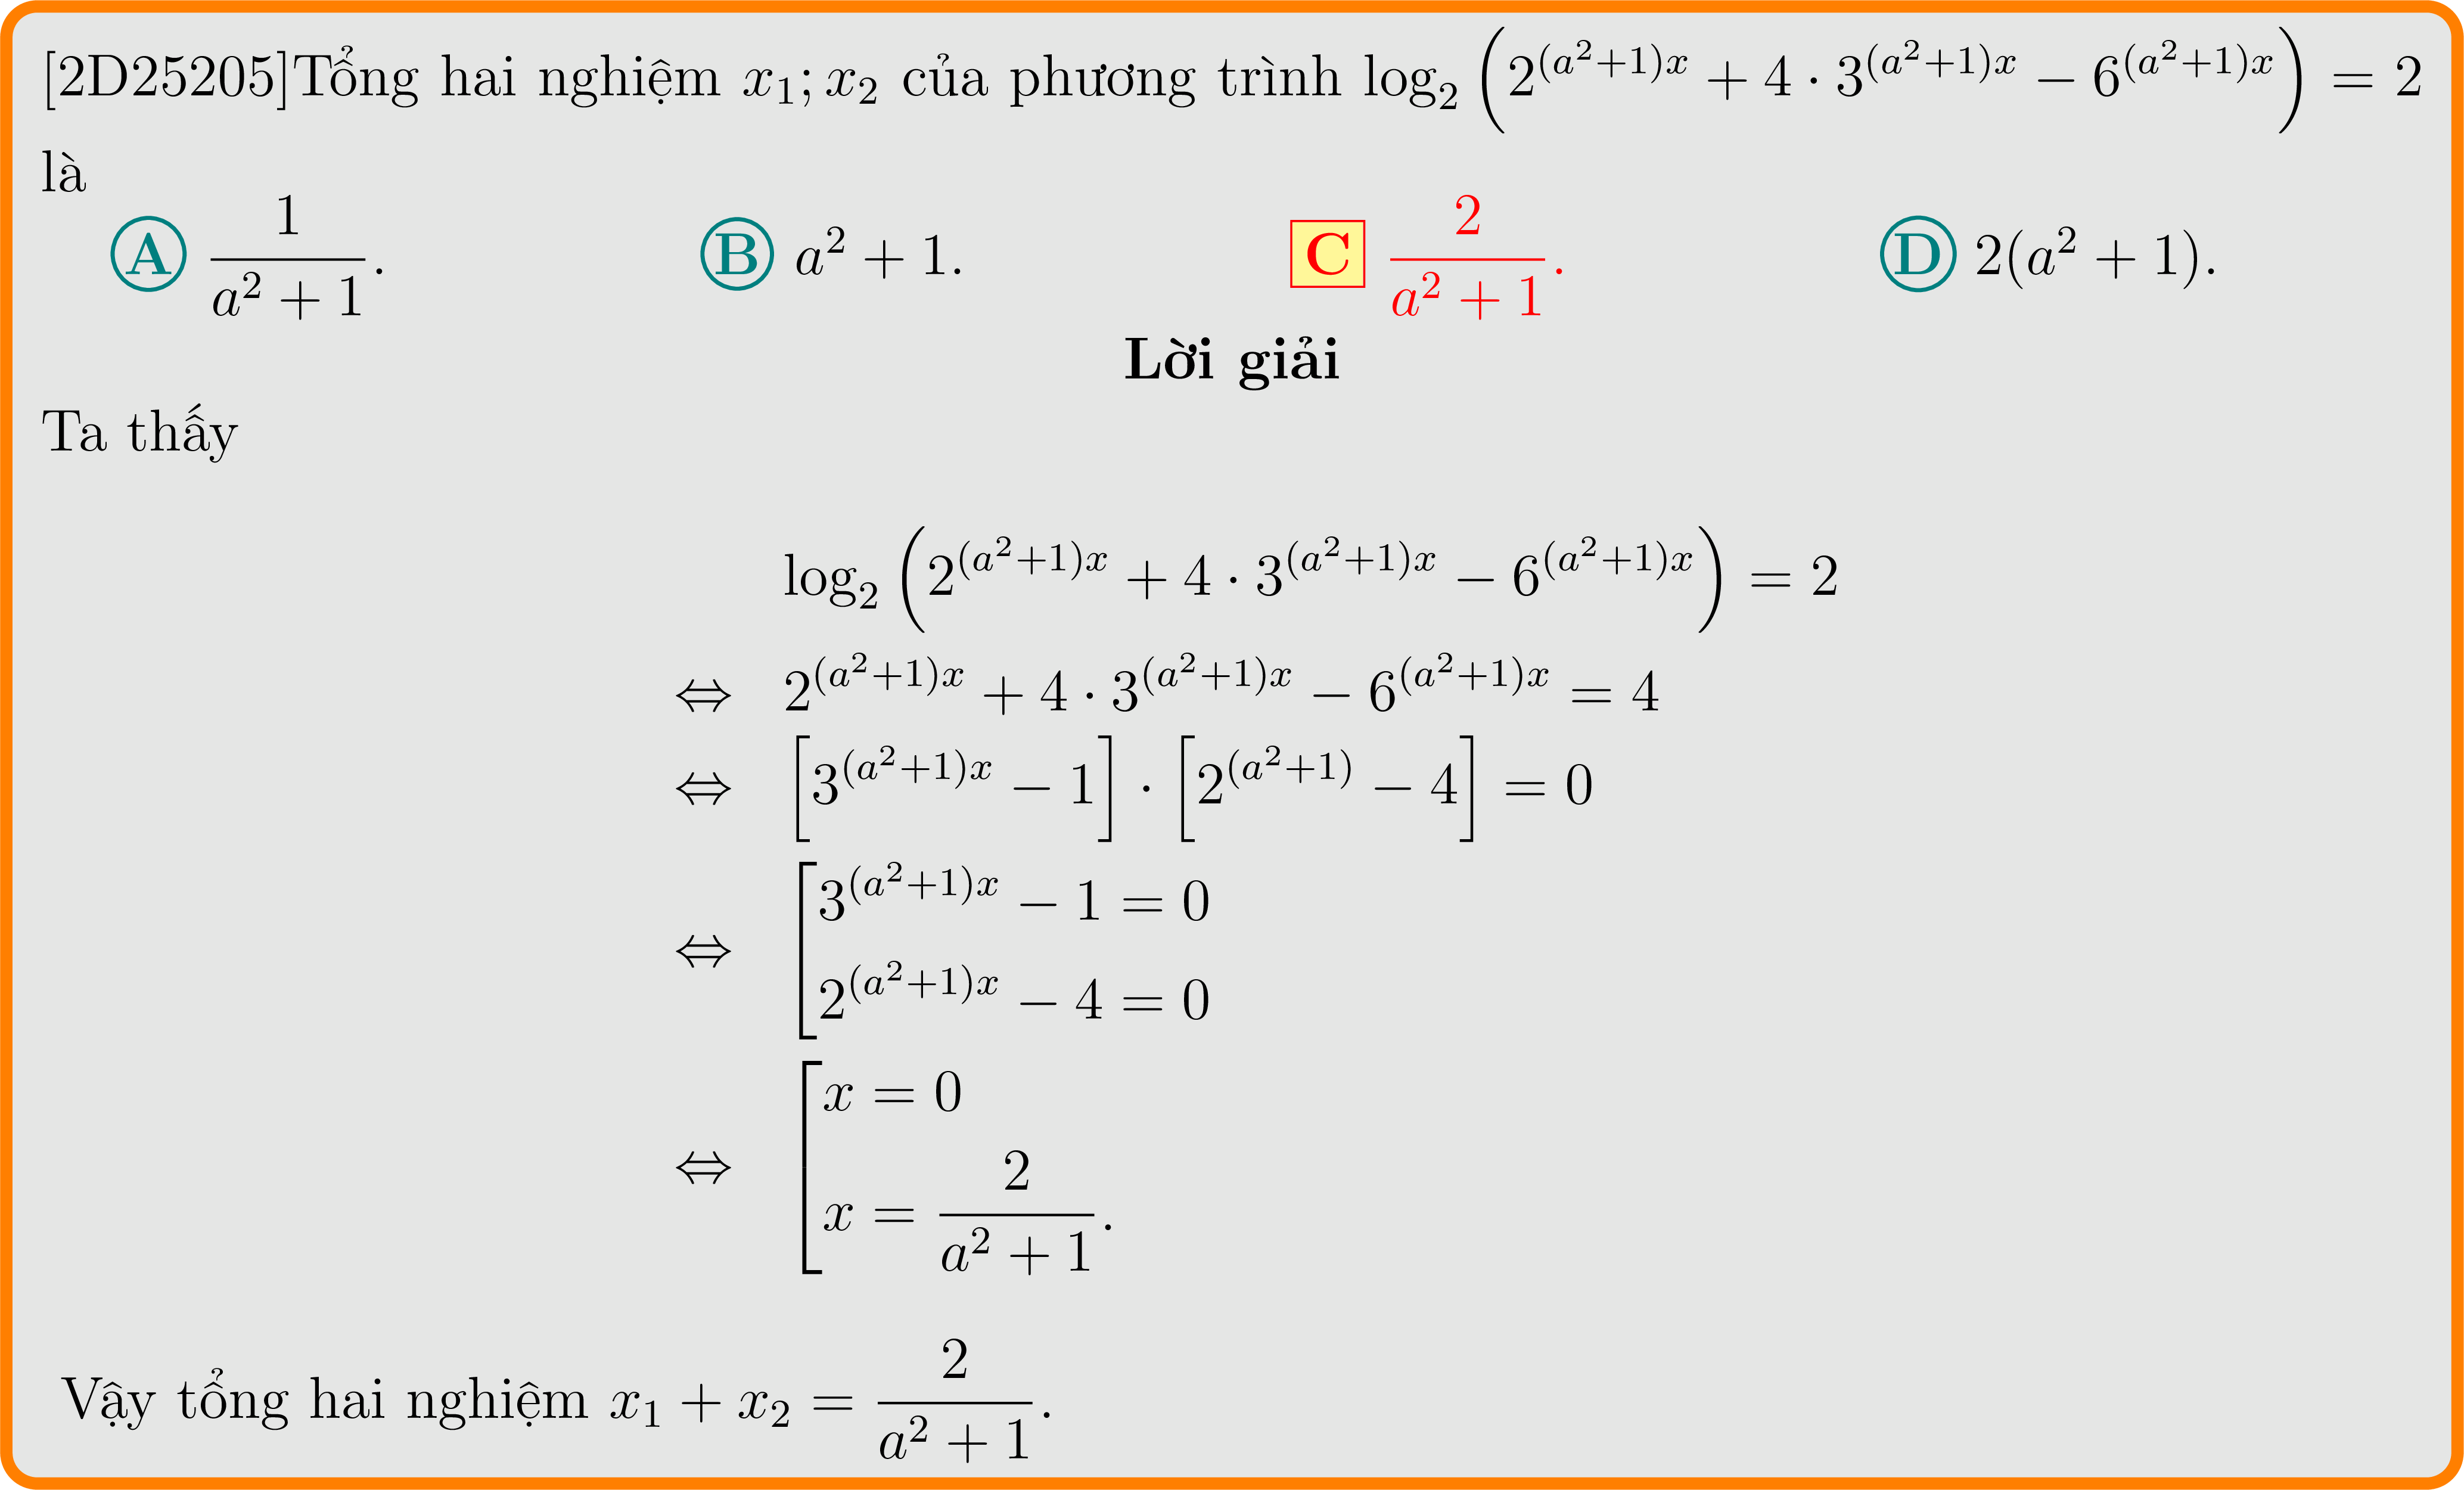 [2D25205]Tổng hai nghiệm $x_1; x_2$ của phương trình $\log_2\left(2^{(a^2+1)x} + 4 \cdot 3^{(a^2+1)x} - 6^{(a^2+1)x}\right) = 2$
là
A $\dfrac{1}{a^2+1}$. B $a^2+1$. C $\dfrac{2}{a^2+1}$. D $2(a^2+1)$.
Lời giải
Ta thấy
$\log_2\left(2^{(a^2+1)x} + 4 \cdot 3^{(a^2+1)x} - 6^{(a^2+1)x}\right) = 2$
$\Leftrightarrow 2^{(a^2+1)x} + 4 \cdot 3^{(a^2+1)x} - 6^{(a^2+1)x} = 4$
$\Leftrightarrow \left[3^{(a^2+1)x} - 1\right] \cdot \left[2^{(a^2+1)} - 4\right] = 0$
$\Leftrightarrow \left[\begin{array}{l} 3^{(a^2+1)x} - 1 = 0 \\ 2^{(a^2+1)x} - 4 = 0 \end{array}\right.$
$\Leftrightarrow \left[\begin{array}{l} x = 0 \\ x = \dfrac{2}{a^2+1}. \end{array}\right.$
Vậy tổng hai nghiệm $x_1 + x_2 = \dfrac{2}{a^2+1}$.